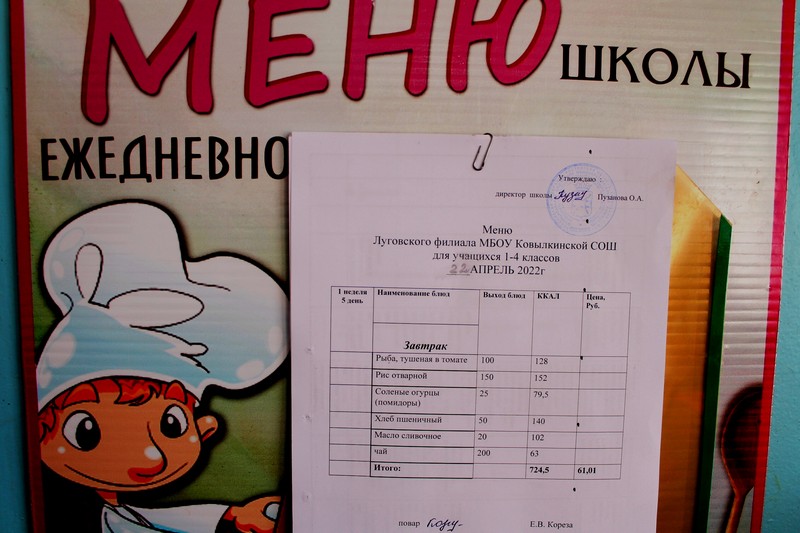 МЕНЮ
ШКОЛЫ
ЕЖЕДНЕВНО
Утверждаю :
директор школы Пузанова О.А.
Меню
Луговского филиала МБОУ Ковылкинской СОШ
для учащихся 1-4 классов
22 АПРЕЛЬ 2022г
1 неделя 5 день Наименование блюд Выход блюд ККАЛ Цена, Руб.
Завтрак
Рыба, тушеная в томате 100 128
Рис отварной 150 152
Соленые огурцы (помидоры) 25 79,5
Хлеб пшеничный 50 140
Масло сливочное 20 102
чай 200 63
Итого: 724,5 61,01
повар Е.В. Кореза